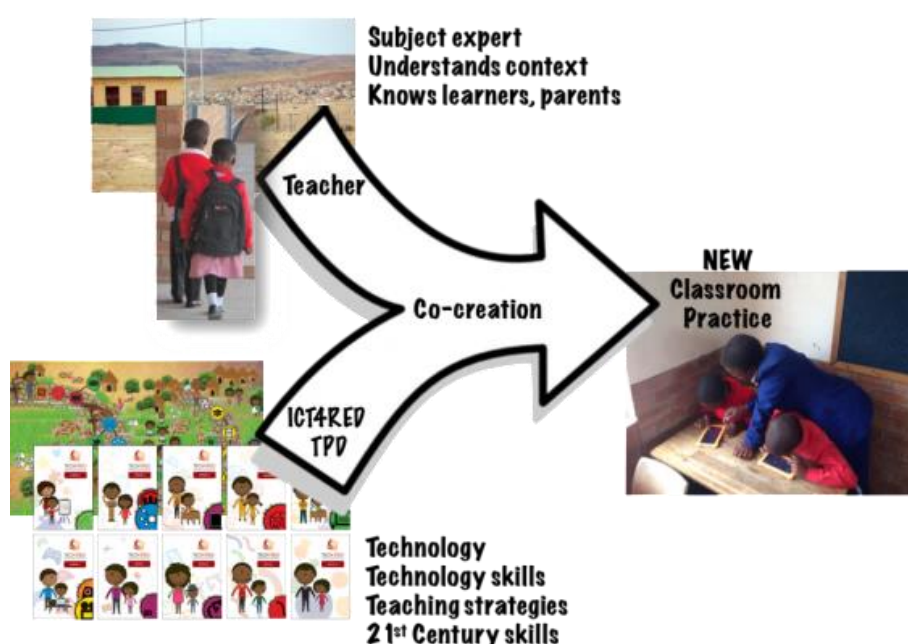 Subject expert
Understands context
Knows learners, parents
Teacher
Co-creation
NEW
Classroom
Practice
ICT4RED
TPD
Technology
Technology skills
Teaching strategies
21st Century skills